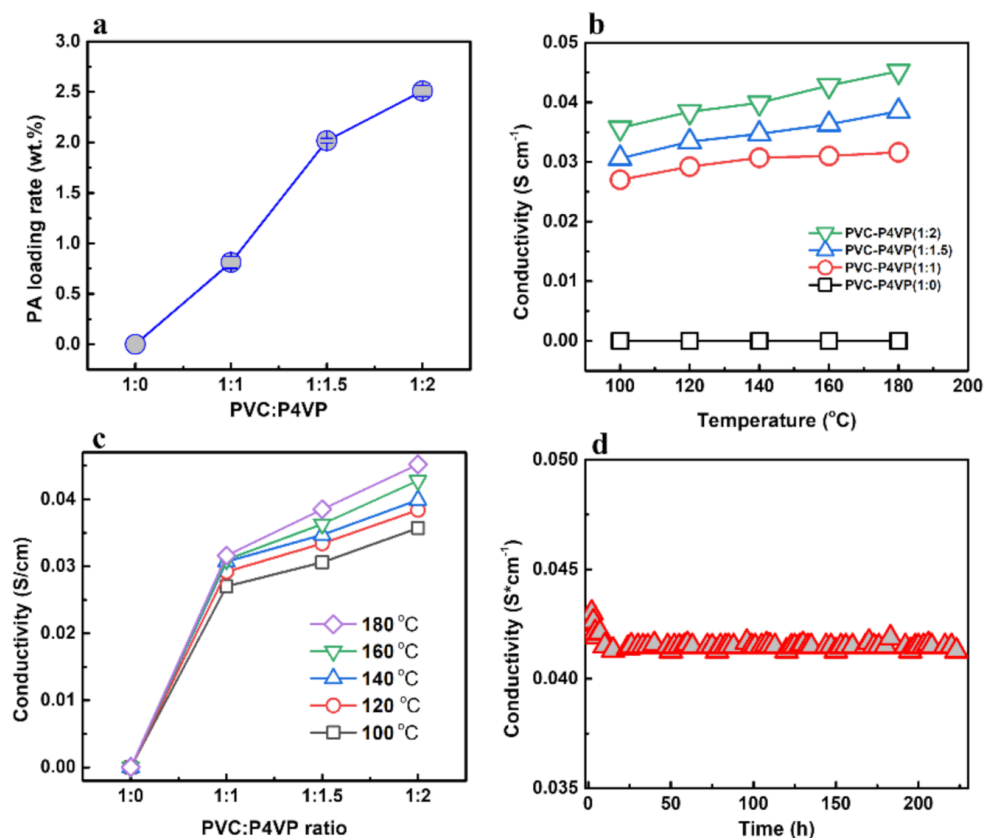 a
3.0
2.5
2.0
1.5
1.0
0.5
0.0
PA loading rate (wt.%)
1:0 1:1 1:1.5 1:2
PVC:P4VP
b
0.05
0.04
0.03
0.02
0.01
0.00
Conductivity (S cm⁻¹)
PVC-P4VP(1:2)
PVC-P4VP(1:1.5)
PVC-P4VP(1:1)
PVC-P4VP(1:0)
100 120 140 160 180 200
Temperature (°C)
c
0.04
0.03
0.02
0.01
0.00
Conductivity (S/cm)
180 °C
160 °C
140 °C
120 °C
100 °C
1:0 1:1 1:1.5 1:2
PVC:P4VP ratio
d
0.050
0.045
0.040
0.035
Conductivity (S*cm⁻¹)
0 50 100 150 200
Time (h)